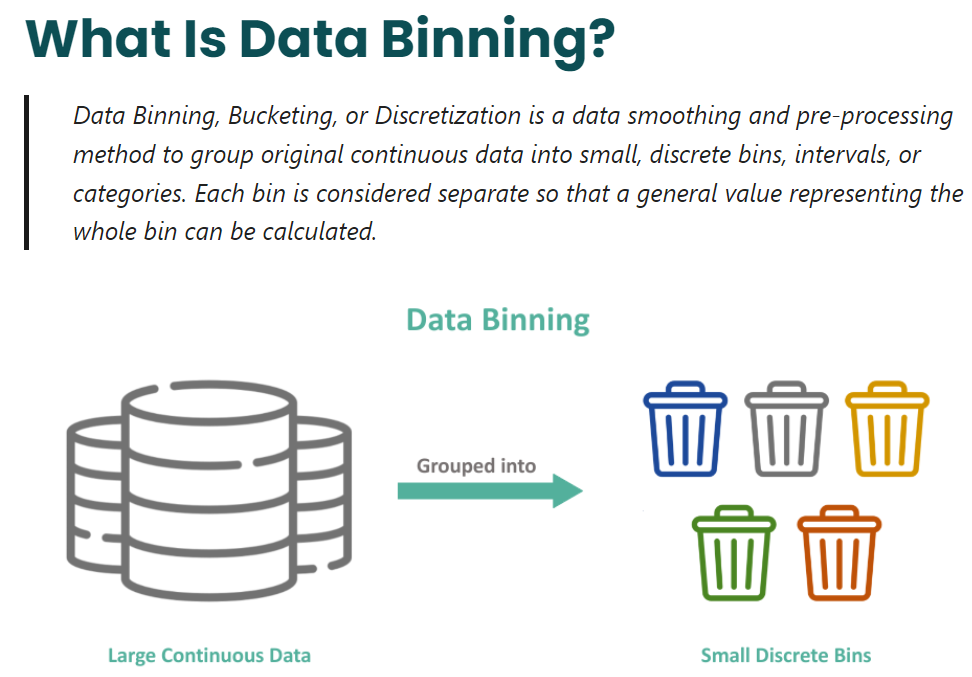 What Is Data Binning?
Data Binning, Bucketing, or Discretization is a data smoothing and pre-processing
method to group original continuous data into small, discrete bins, intervals, or
categories. Each bin is considered separate so that a general value representing the
whole bin can be calculated.
Data Binning
Grouped into
Large Continuous Data
Small Discrete Bins